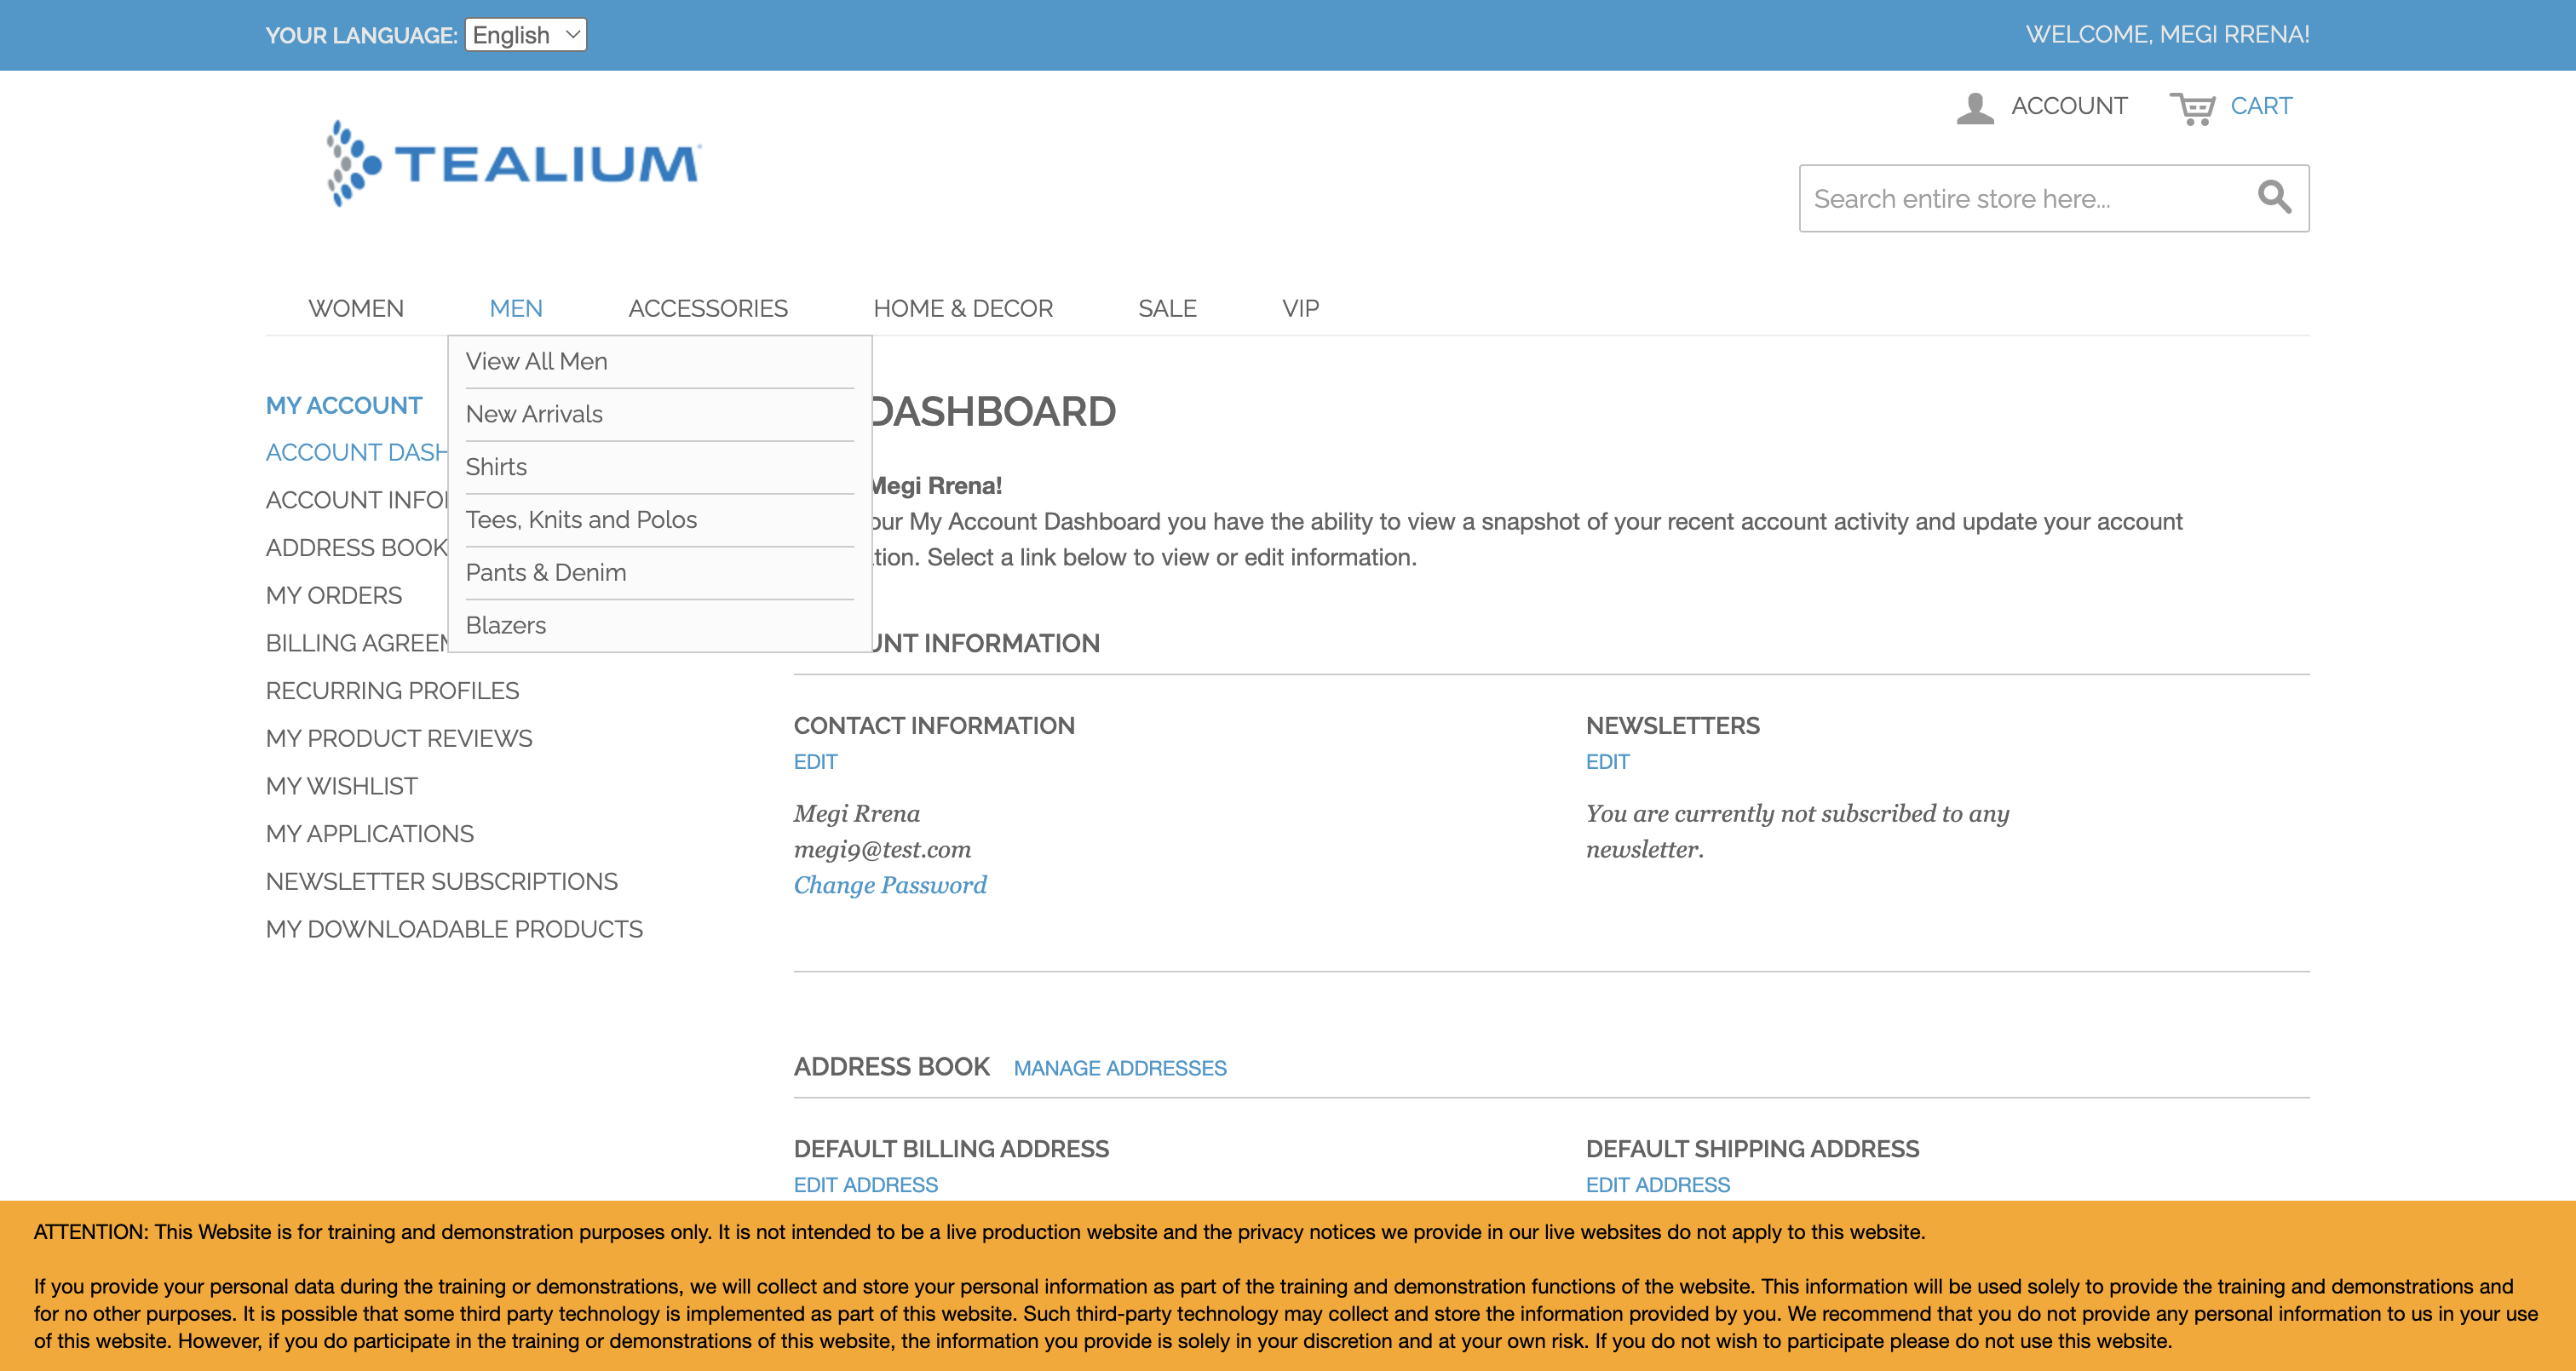 YOUR LANGUAGE: English
WELCOME, MEGI RRENA!
ACCOUNT
CART
TEALIUM
Search entire store here...
WOMEN MEN ACCESSORIES HOME & DECOR SALE VIP
View All Men
New Arrivals
Shirts
Tees, Knits and Polos
Pants & Denim
Blazers
MY ACCOUNT
ACCOUNT DASH
ACCOUNT INFO
ADDRESS BOOK
MY ORDERS
BILLING AGREE
RECURRING PROFILES
MY PRODUCT REVIEWS
MY WISHLIST
MY APPLICATIONS
NEWSLETTER SUBSCRIPTIONS
MY DOWNLOADABLE PRODUCTS
DASHBOARD
Megi Rrena!
our My Account Dashboard you have the ability to view a snapshot of your recent account activity and update your account
tion. Select a link below to view or edit information.
UNT INFORMATION
CONTACT INFORMATION
EDIT
Megi Rrena
megi9@test.com
Change Password
NEWSLETTERS
EDIT
You are currently not subscribed to any
newsletter.
ADDRESS BOOK MANAGE ADDRESSES
DEFAULT BILLING ADDRESS
EDIT ADDRESS
DEFAULT SHIPPING ADDRESS
EDIT ADDRESS
ATTENTION: This Website is for training and demonstration purposes only. It is not intended to be a live production website and the privacy notices we provide in our live websites do not apply to this website.
If you provide your personal data during the training or demonstrations, we will collect and store your personal information as part of the training and demonstration functions of the website. This information will be used solely to provide the training and demonstrations and
for no other purposes. It is possible that some third party technology is implemented as part of this website. Such third-party technology may collect and store the information provided by you. We recommend that you do not provide any personal information to us in your use
of this website. However, if you do participate in the training or demonstrations of this website, the information you provide is solely in your discretion and at your own risk. If you do not wish to participate please do not use this website.